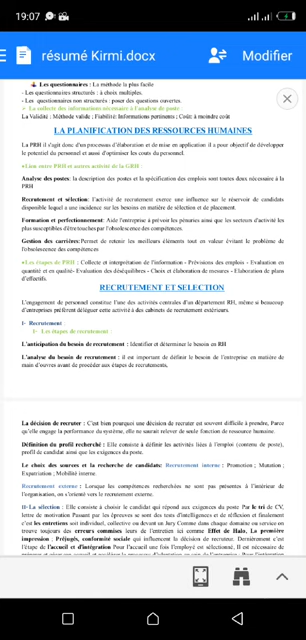 19:07
résumé Kirmi.docx
Modifier
Les questionnaires : La méthode la plus facile
- Les questionnaires structurés : à choix multiples.
- Les questionnaires non structurés : poser des questions ouvertes.
La collecte des informations nécessaires à l'analyse de poste :
La Validité : Méthode valide ; Fiabilité: Informations pertinents ; Coût: à moindre coût
LA PLANIFICATION DES RESSOURCES HUMAINES
La PRH il s'agit donc d'un processus d'élaboration et de mise en application il a pour objectif de développer
le potentiel du personnel et aussi d'optimiser les couts du personnel.
•Lien entre PRH et autres activité de la GRH :
Analyse des postes: la description des postes et la spécification des emplois sont toutes deux nécessaire à la
PRH
Recrutement et sélection: l'activité de recrutement exerce une influence sur le réservoir de candidats
disponible lequel a une incidence sur les besoins en matière de sélection et de placement
Formation et perfectionnement: Aide l'entreprise à prévoir les pénuries ainsi que les secteurs d'activité les
plus susceptibles d'être touches par l'obsolescence des compétences.
Gestion des carrières:Permet de retenir les meilleurs éléments tout en valeur évitant le problème de
l'obsolescence des compétences
•Les étapes de PRH : Collecte et interprétation de l'information - Prévisions des emplois - Evaluation en
quantité et en qualité- Evaluation des déséquilibres - Choix et élaboration de mesures - Elaboration de plans
d'effectifs.
RECRUTEMENT ET SELECTION
L'engagement de personnel constitue l'une des activités centrales d'un département RH, même si beaucoup
d'entreprises préfèrent déléguer cette activité à des cabinets de recrutement extérieurs.
I- Recrutement :
1- Les étapes de recrutement :
L'anticipation du besoin de recrutement : Identifier et déterminer le besoin en RH
L'analyse du besoin de recrutement : il est important de définir le besoin de l'entreprise en matière de
main d'œuvres avant de procéder aux étapes de recrutements,
La décision de recruter : C'est bien pourquoi une décision de recruter est souvent difficile à prendre, Parce
qu'elle engage la performance du système, elle ne saurait relever de seule fonction de ressource humaine.
Définition du profil recherché : Elle consiste à définir les activités liées à l'emploi (contenu de poste),
profil de candidat ainsi que les exigences du poste.
Le choix des sources et la recherche de candidats: Recrutement interne : Promotion ; Mutation ;
Expatriation ; Mobilité interne.
Recrutement externe : Lorsque les compétences recherchées ne sont pas présentes à l'intérieur de
l'organisation, on s'oriente vers le recrutement externe.
II-La sélection : Elle consiste à choisir le candidat qui répond aux exigences du poste Par le tri de CV,
lettre de motivation Passant par les épreuves se sont des tests d'intelligences et de réflexion et finalement
c'est les entretiens soit individuel, collective ou devant un Jury Comme dans chaque domaine ou service on
trouve toujours des erreurs commises leurs de l'entretien ici comme Effet de Halo, La première
impression ; Préjugés, conformité sociale qui influencent la décision de recruteur. Dernièrement c'est
l'étape de l'accueil et d'intégration Pour l'accueil une fois l'employé est sélectionné, Il est nécessaire de